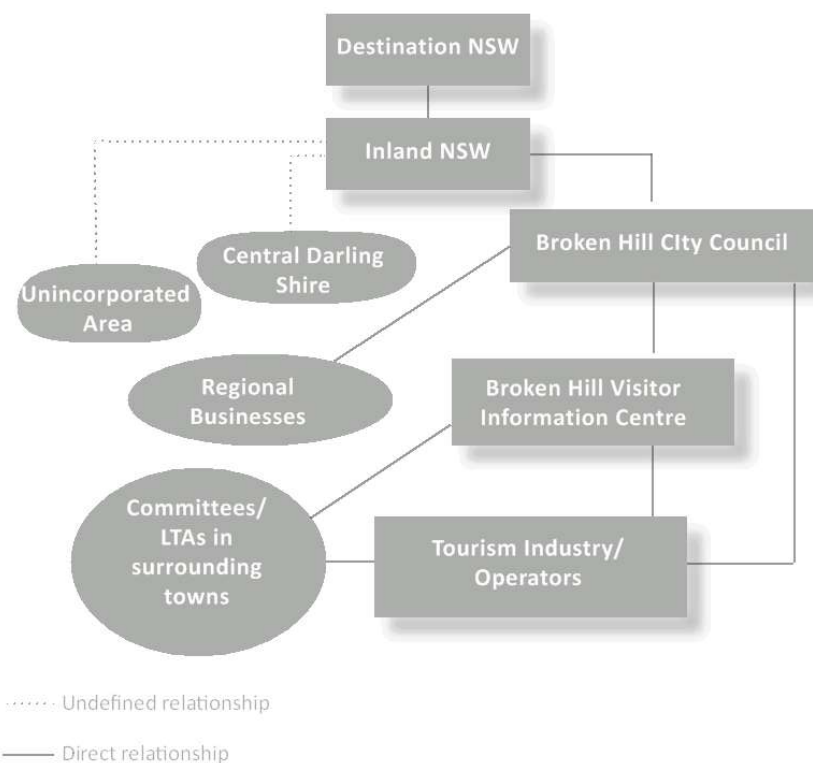 Destination NSW
Inland NSW
Broken Hill CIty Council
Central Darling
Shire
Unincorporated
Area
Regional
Businesses
Broken Hill Visitor
Information Centre
Committees/
LTAs in
surrounding
towns
Tourism Industry/
Operators
Undefined relationship
Direct relationship